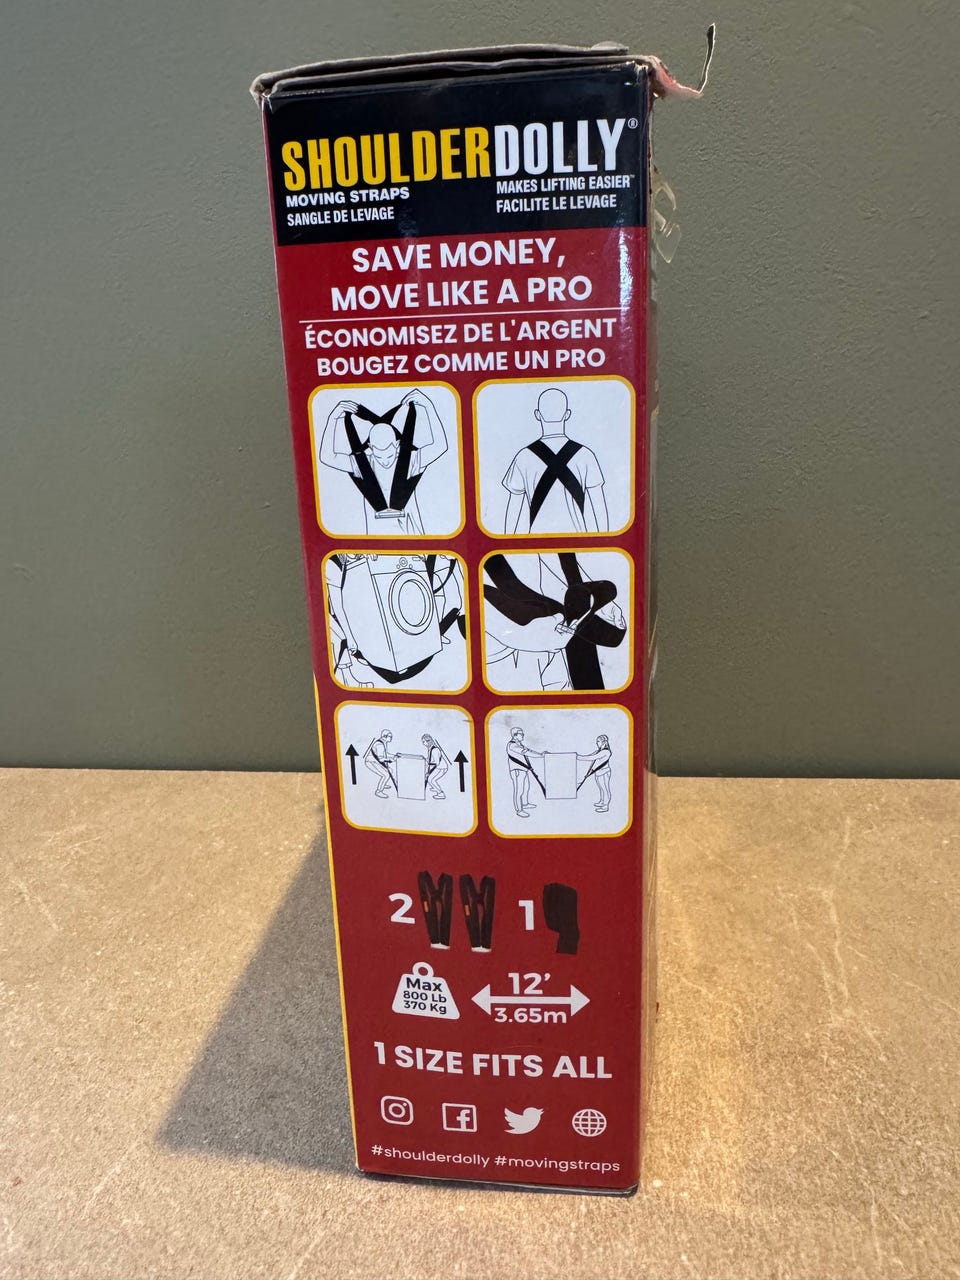 SHOULDERDOLLY®
MOVING STRAPS
SANGLE DE LEVAGE
MAKES LIFTING EASIER™
FACILITE LE LEVAGE
SAVE MONEY,
MOVE LIKE A PRO
ÉCONOMISEZ DE L'ARGENT
BOUGEZ COMME UN PRO
2
1
Max
800 Lb
370 Kg
12'
3.65m
1 SIZE FITS ALL
#shoulderdolly #movingstraps